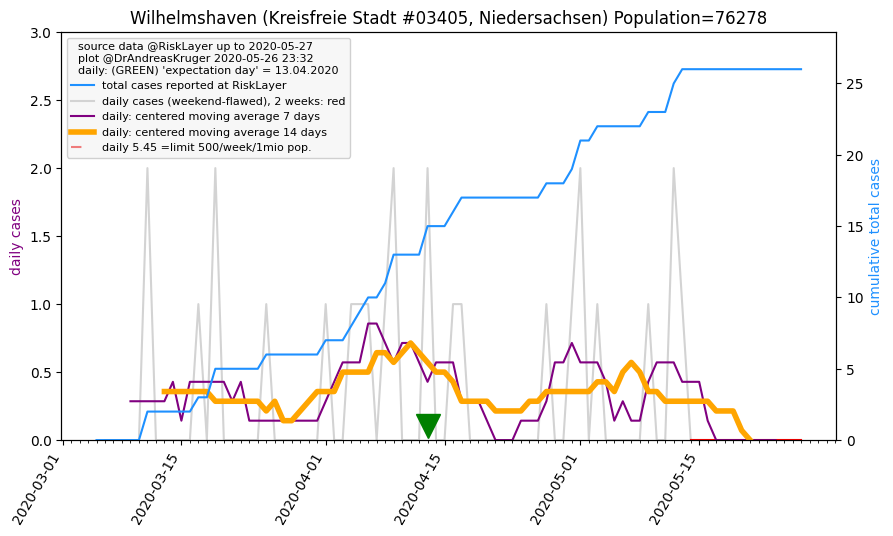 Wilhelmshaven (Kreisfreie Stadt #03405, Niedersachsen) Population=76278
source data @RiskLayer up to 2020-05-27
plot @DrAndreasKruger 2020-05-26 23:32
daily: (GREEN) 'expectation day' = 13.04.2020
total cases reported at RiskLayer
daily cases (weekend-flawed), 2 weeks: red
daily: centered moving average 7 days
daily: centered moving average 14 days
daily 5.45 =limit 500/week/1mio pop.
daily cases
3.0
2.5
2.0
1.5
1.0
0.5
0.0
25
20
15
10
5
0
cumulative total cases
2020-03-01
2020-03-15
2020-04-01
2020-04-15
2020-05-01
2020-05-15